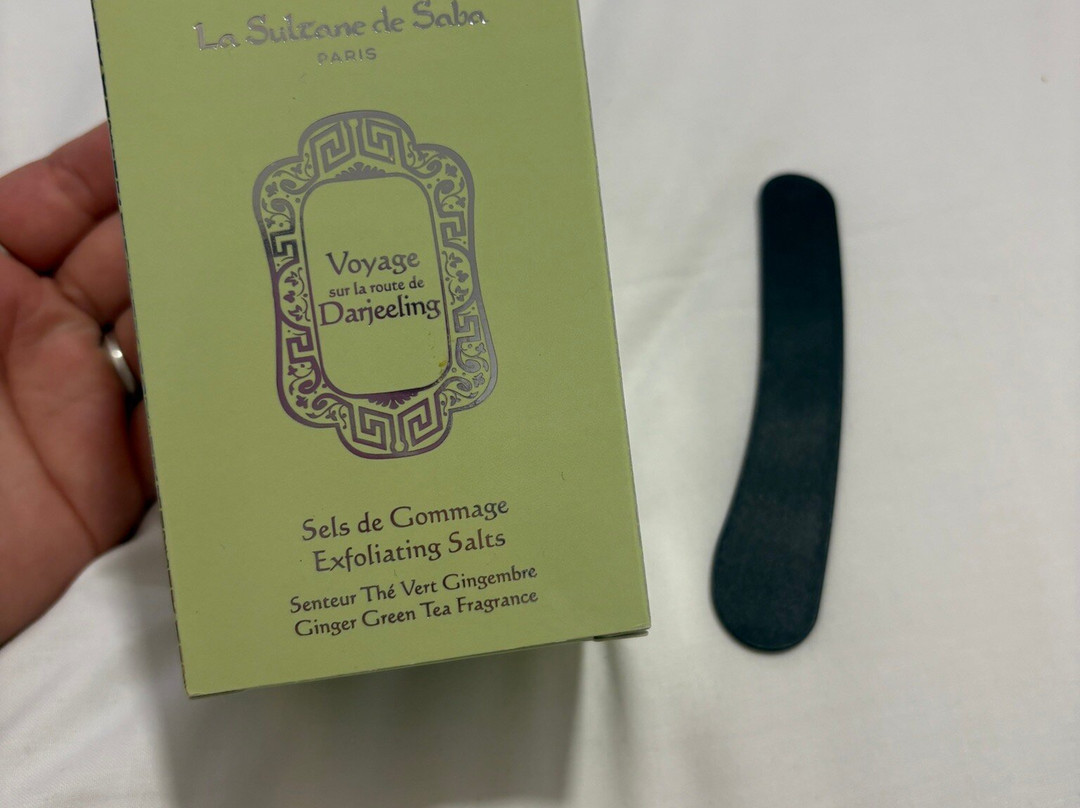 La Sultane de Saba
PARIS
Voyage
sur la route de
Darjeeling
Sels de Gommage
Exfoliating Salts
Senteur Thé Vert Gingembre
Ginger Green Tea Fragrance